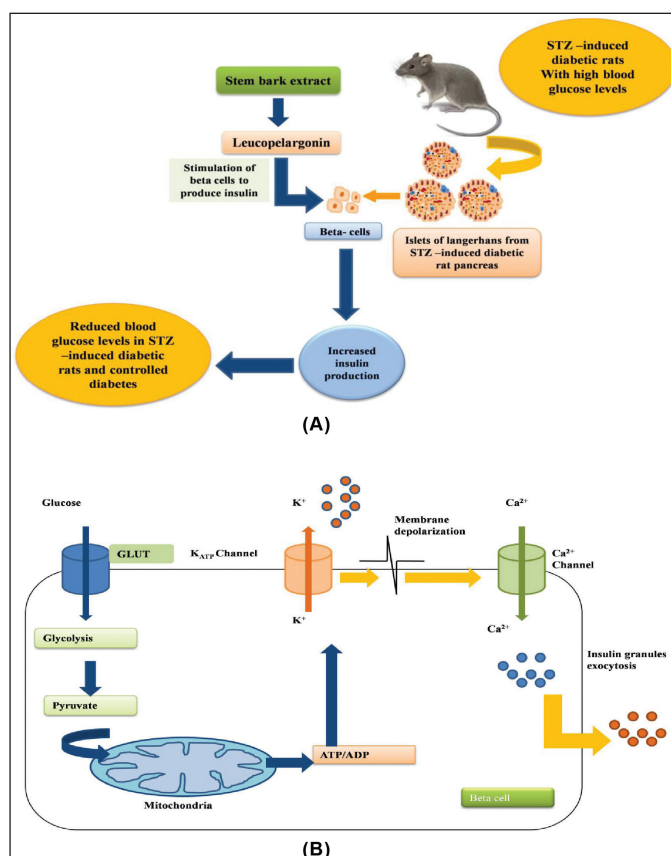 STZ –induced
diabetic rats
With high blood
glucose levels
Stem bark extract
Leucopelargonin
Stimulation of
beta cells to
produce insulin
Beta- cells
Islets of langerhans from
STZ –induced diabetic
rat pancreas
Reduced blood
glucose levels in STZ
–induced diabetic
rats and controlled
diabetes
Increased
insulin
production
(A)
Glucose
K⁺
Ca²⁺
Membrane
depolarization
GLUT
K_ATP Channel
Ca²⁺
Channel
K⁺
Ca²⁺
Glycolysis
Insulin granules
exocytosis
Pyruvate
ATP/ADP
Mitochondria
Beta cell
(B)